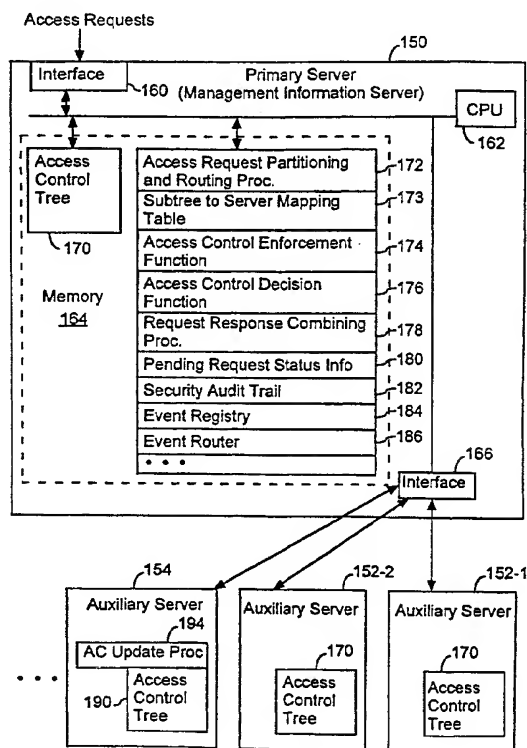 Access Requests
150
Interface
160
Primary Server
(Management Information Server)
CPU
162
Access
Control
Tree
170
Memory
164
Access Request Partitioning
and Routing Proc.
172
Subtree to Server Mapping
Table
173
Access Control Enforcement
Function
174
Access Control Decision
Function
176
Request Response Combining
Proc.
178
Pending Request Status Info
180
Security Audit Trail
182
Event Registry
184
Event Router
186
• • •
166
Interface
154
Auxiliary Server
194
AC Update Proc
190
Access
Control
Tree
• • •
152-2
Auxiliary Server
170
Access
Control
Tree
152-1
Auxiliary Server
170
Access
Control
Tree